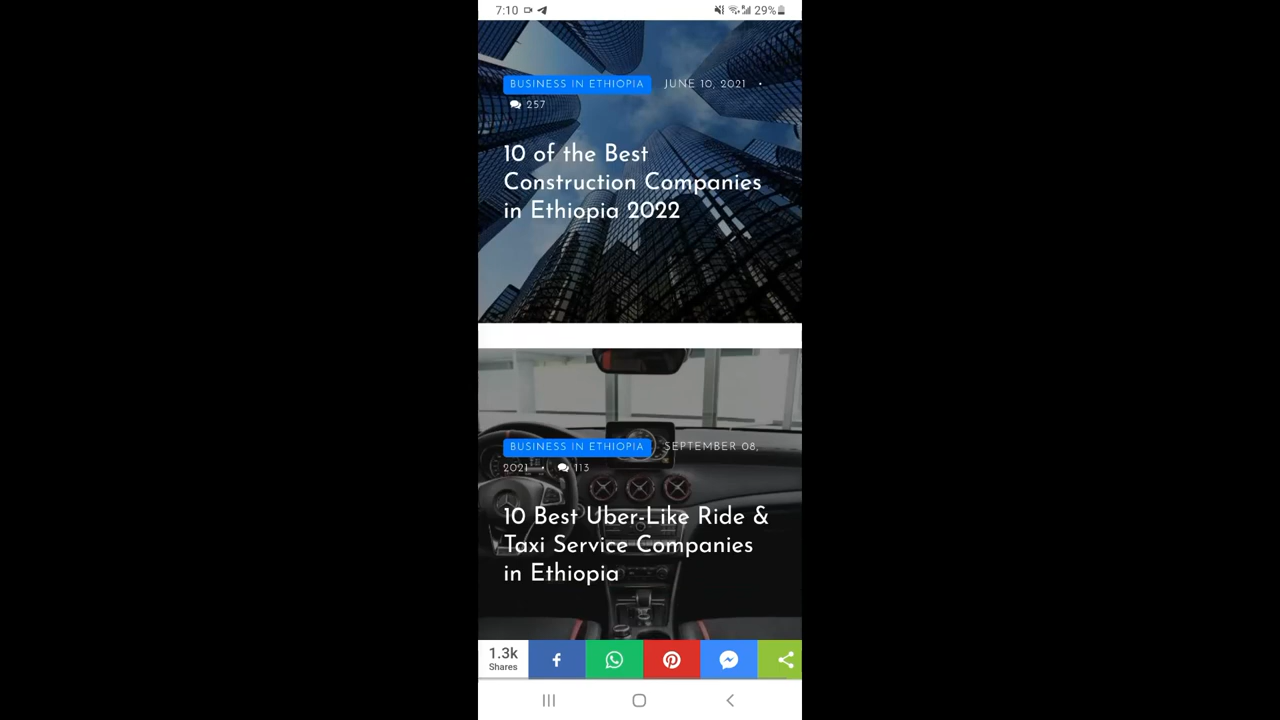 7:10 29%
BUSINESS IN ETHIOPIA JUNE 10, 2021 •
257
10 of the Best
Construction Companies
in Ethiopia 2022
BUSINESS IN ETHIOPIA SEPTEMBER 08,
2021 • 113
10 Best Uber-Like Ride &
Taxi Service Companies
in Ethiopia
1.3k
Shares